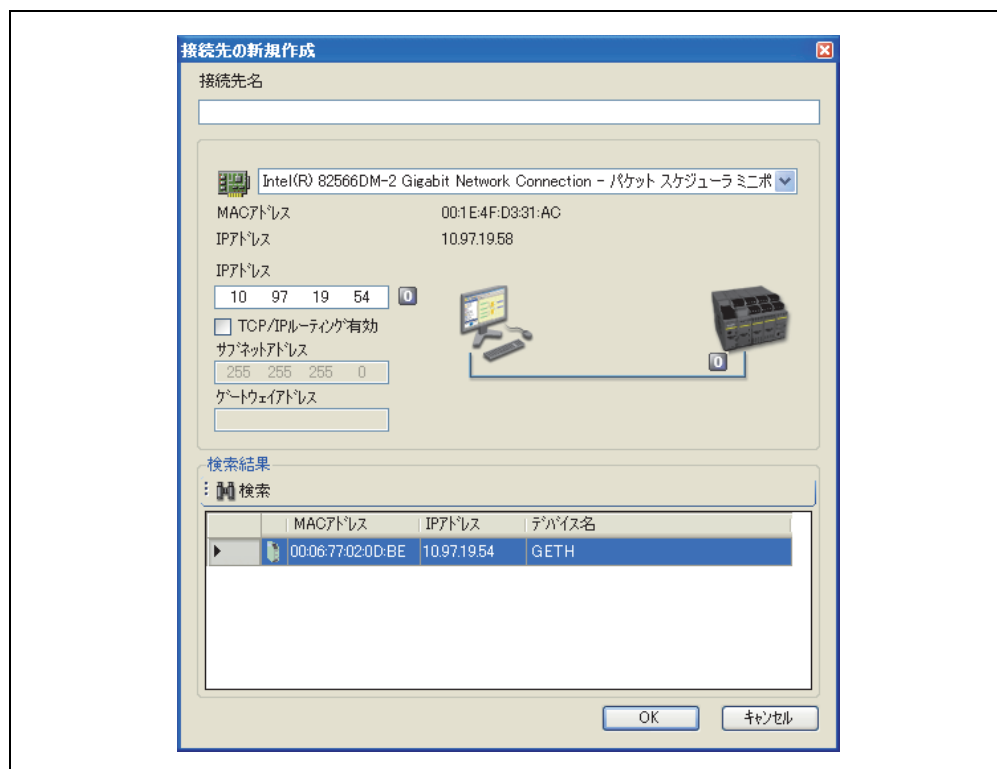 接続先の新規作成
接続先名
Intel(R) 82566DM-2 Gigabit Network Connection - パケット スケジューラ ミニポ
MACアドレス 00:1E:4F:D3:31:AC
IPアドレス 10.97.19.58
IPアドレス
10 97 19 54 0
TCP/IPルーティング有効
サブネットアドレス
255 255 255 0
0
ゲートウェイアドレス
検索結果
検索
MACアドレス IPアドレス デバイス名
00:06:77:02:0D:BE 10.97.19.54 GETH
OK キャンセル